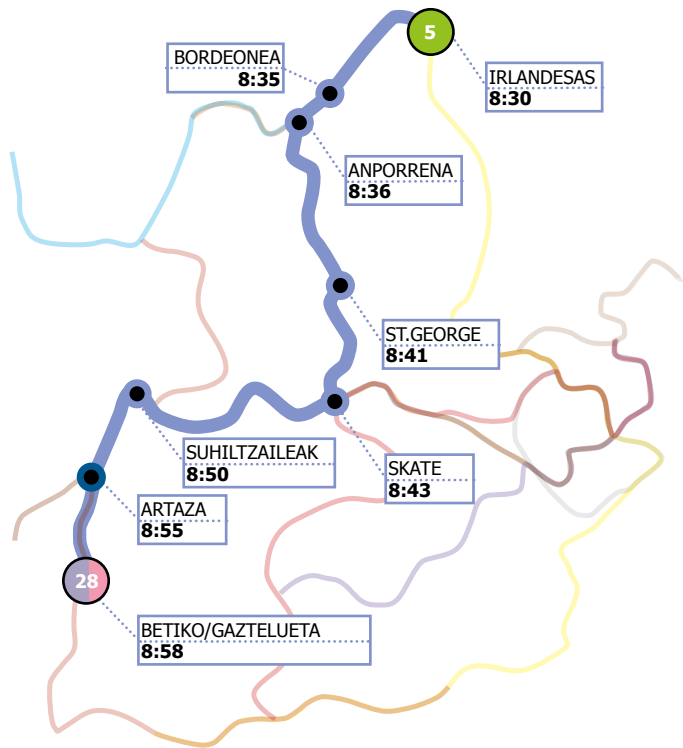 5
BORDEONEA
8:35
IRLANDESAS
8:30
ANPORRENA
8:36
ST.GEORGE
8:41
SUHILTZAILEAK
8:50
SKATE
8:43
ARTAZA
8:55
28
BETIKO/GAZTELUETA
8:58